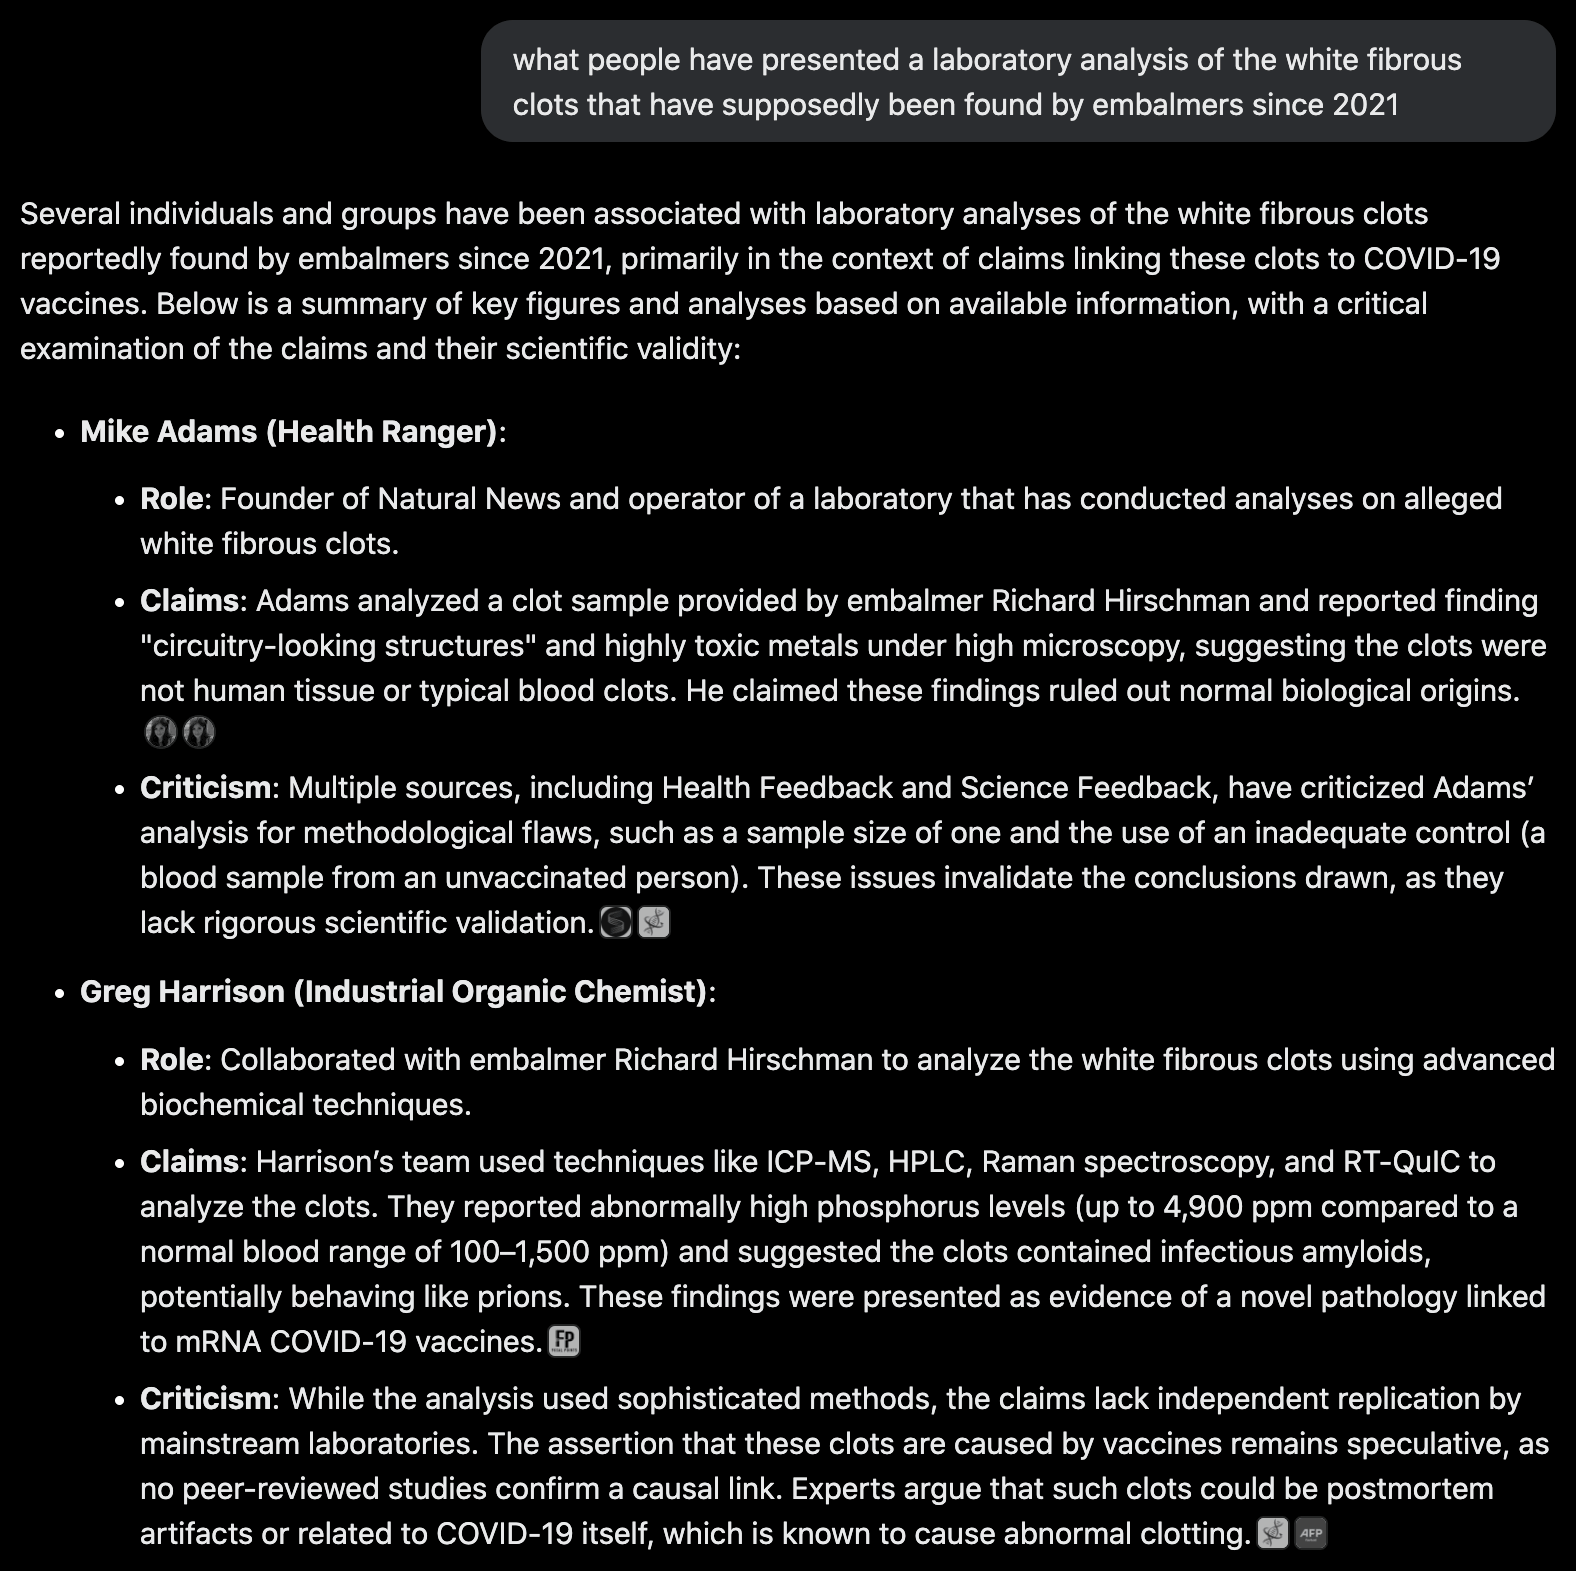 what people have presented a laboratory analysis of the white fibrous
clots that have supposedly been found by embalmers since 2021
Several individuals and groups have been associated with laboratory analyses of the white fibrous clots
reportedly found by embalmers since 2021, primarily in the context of claims linking these clots to COVID-19
vaccines. Below is a summary of key figures and analyses based on available information, with a critical
examination of the claims and their scientific validity:
• Mike Adams (Health Ranger):
• Role: Founder of Natural News and operator of a laboratory that has conducted analyses on alleged
white fibrous clots.
• Claims: Adams analyzed a clot sample provided by embalmer Richard Hirschman and reported finding
"circuitry-looking structures" and highly toxic metals under high microscopy, suggesting the clots were
not human tissue or typical blood clots. He claimed these findings ruled out normal biological origins.
• Criticism: Multiple sources, including Health Feedback and Science Feedback, have criticized Adams’
analysis for methodological flaws, such as a sample size of one and the use of an inadequate control (a
blood sample from an unvaccinated person). These issues invalidate the conclusions drawn, as they
lack rigorous scientific validation.
• Greg Harrison (Industrial Organic Chemist):
• Role: Collaborated with embalmer Richard Hirschman to analyze the white fibrous clots using advanced
biochemical techniques.
• Claims: Harrison’s team used techniques like ICP-MS, HPLC, Raman spectroscopy, and RT-QuIC to
analyze the clots. They reported abnormally high phosphorus levels (up to 4,900 ppm compared to a
normal blood range of 100–1,500 ppm) and suggested the clots contained infectious amyloids,
potentially behaving like prions. These findings were presented as evidence of a novel pathology linked
to mRNA COVID-19 vaccines. FP
• Criticism: While the analysis used sophisticated methods, the claims lack independent replication by
mainstream laboratories. The assertion that these clots are caused by vaccines remains speculative, as
no peer-reviewed studies confirm a causal link. Experts argue that such clots could be postmortem
artifacts or related to COVID-19 itself, which is known to cause abnormal clotting. AFP